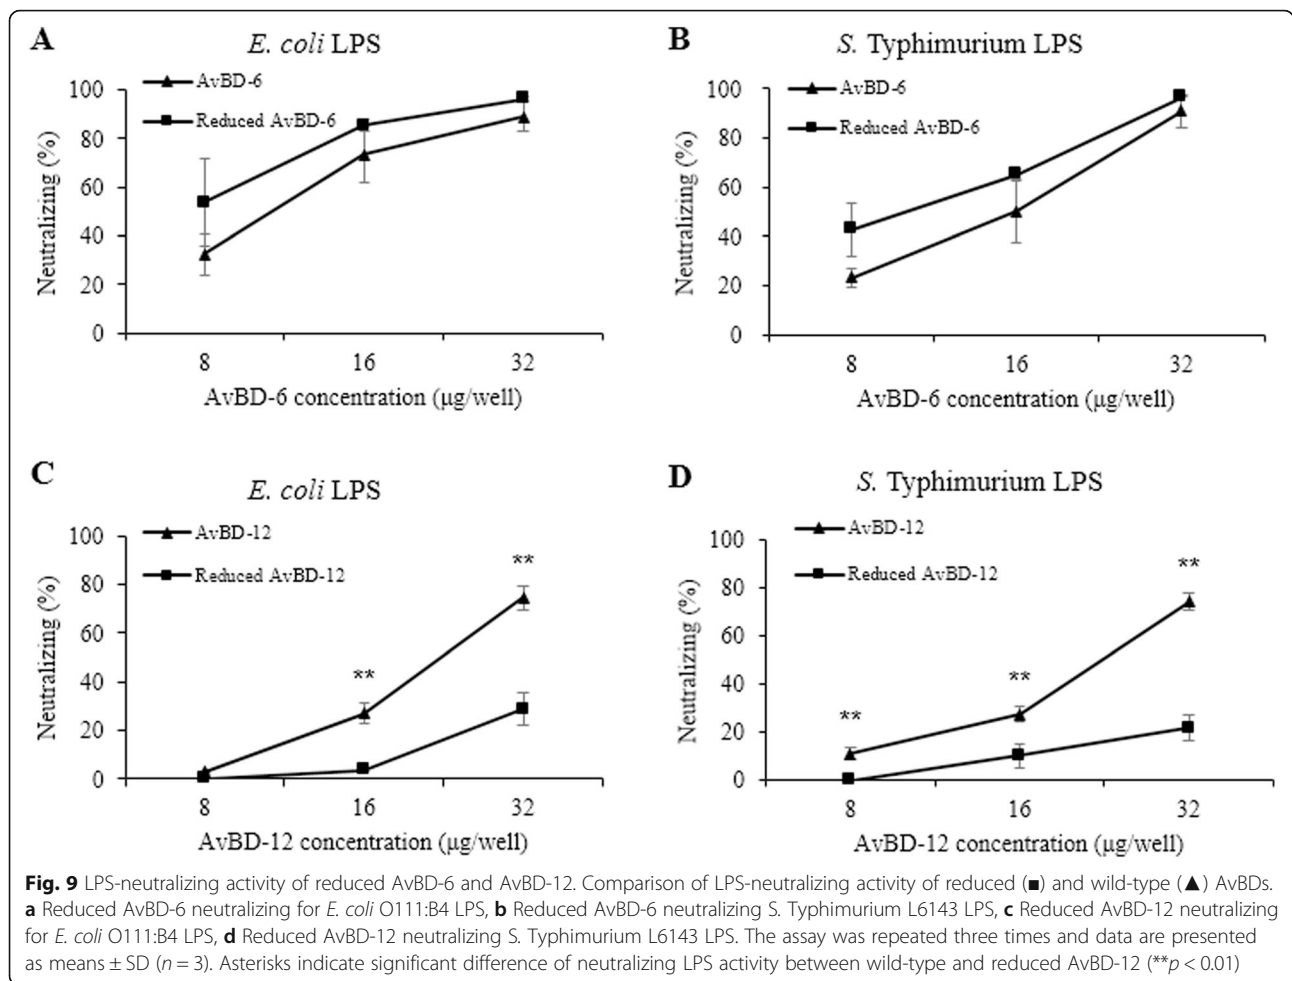 A
E. coli LPS
100
80
60
40
20
0
Neutralizing (%)
AvBD-6
Reduced AvBD-6
8 16 32
AvBD-6 concentration (µg/well)
B
S. Typhimurium LPS
100
80
60
40
20
0
Neutralizing (%)
AvBD-6
Reduced AvBD-6
8 16 32
AvBD-6 concentration (µg/well)
C
E. coli LPS
100
80
60
40
20
0
Neutralizing (%)
AvBD-12
Reduced AvBD-12
**
**
8 16 32
AvBD-12 concentration (µg/well)
D
S. Typhimurium LPS
100
80
60
40
20
0
Neutralizing (%)
AvBD-12
Reduced AvBD-12
**
**
**
8 16 32
AvBD-12 concentration (µg/well)
Fig. 9 LPS-neutralizing activity of reduced AvBD-6 and AvBD-12. Comparison of LPS-neutralizing activity of reduced (■) and wild-type (▲) AvBDs.
a Reduced AvBD-6 neutralizing for E. coli O111:B4 LPS, b Reduced AvBD-6 neutralizing S. Typhimurium L6143 LPS, c Reduced AvBD-12 neutralizing
for E. coli O111:B4 LPS, d Reduced AvBD-12 neutralizing S. Typhimurium L6143 LPS. The assay was repeated three times and data are presented
as means ± SD (n = 3). Asterisks indicate significant difference of neutralizing LPS activity between wild-type and reduced AvBD-12 (**p < 0.01)